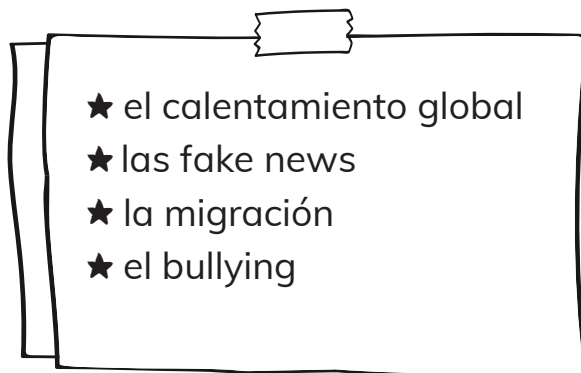 ★ el calentamiento global
★ las fake news
★ la migración
★ el bullying